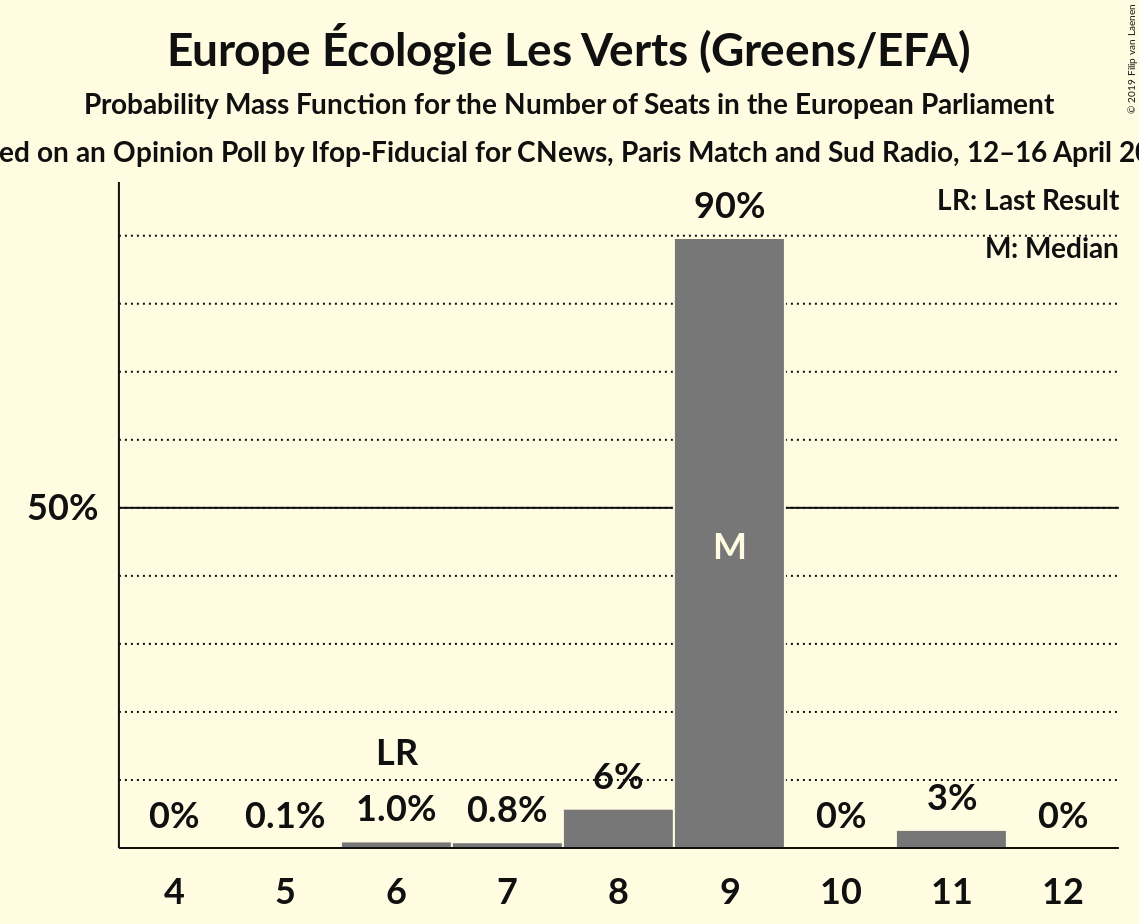 Europe Écologie Les Verts (Greens/EFA)
Probability Mass Function for the Number of Seats in the European Parliament
on an Opinion Poll by Ifop-Fiducial for CNews, Paris Match and Sud Radio, 12–16 April
© 2019 Filip van Laenen
LR: Last Result
M: Median
90%
50%
M
LR
0% 0.1% 1.0% 0.8% 6% 0% 3% 0%
4 5 6 7 8 9 10 11 12